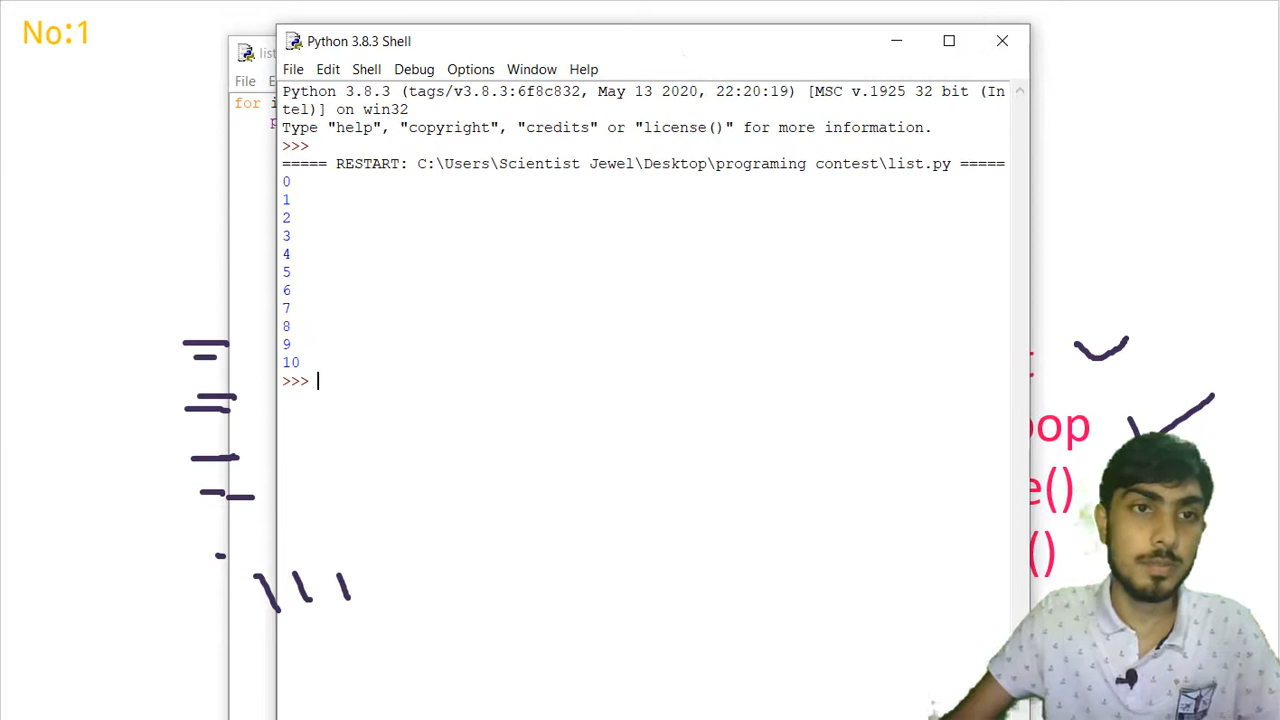 No:1
list
File E
for i
p
Python 3.8.3 Shell
File Edit Shell Debug Options Window Help
Python 3.8.3 (tags/v3.8.3:6f8c832, May 13 2020, 22:20:19) [MSC v.1925 32 bit (In
tel)] on win32
Type "help", "copyright", "credits" or "license()" for more information.
>>>
===== RESTART: C:\Users\Scientist Jewel\Desktop\programing contest\list.py =====
0
1
2
3
4
5
6
7
8
9
10
>>>
t
oop
e()
()